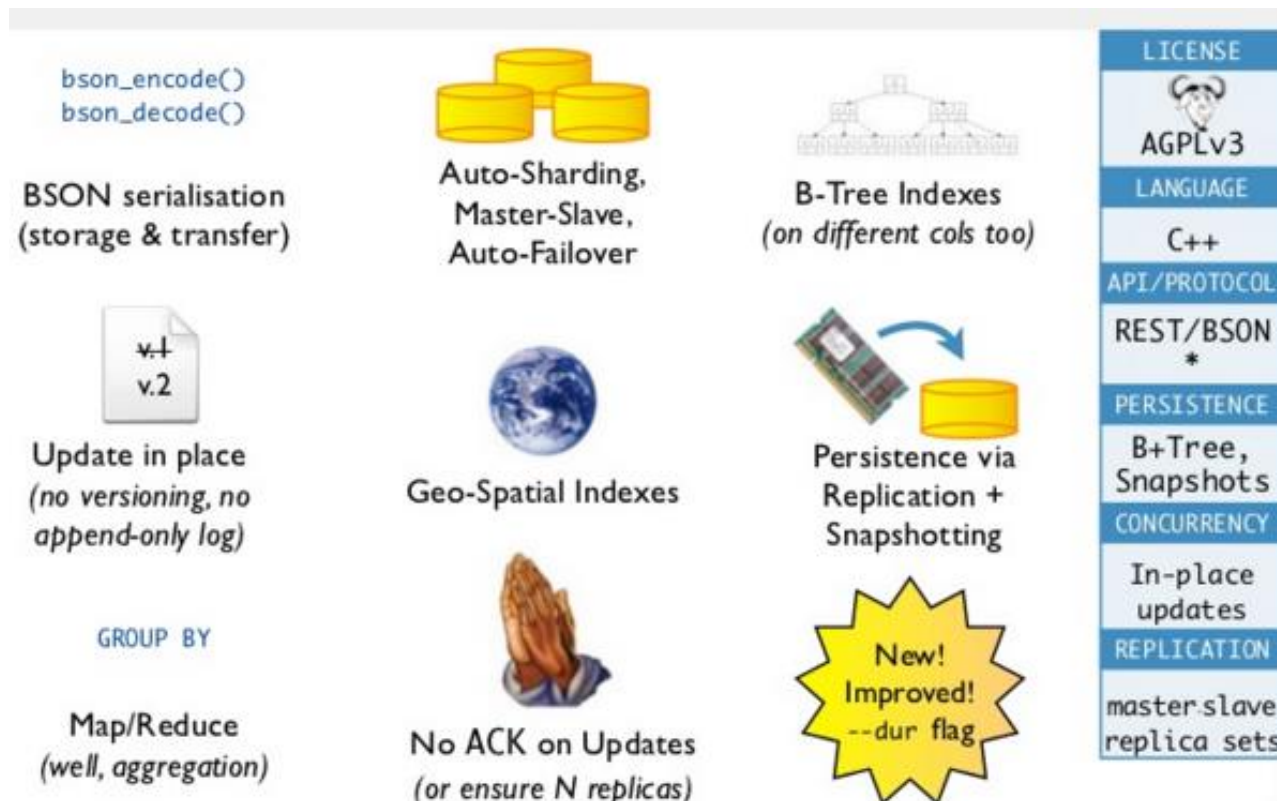 bson_encode()
bson_decode()
BSON serialisation
(storage & transfer)
Auto-Sharding,
Master-Slave,
Auto-Failover
B-Tree Indexes
(on different cols too)
v.1
v.2
Update in place
(no versioning, no
append-only log)
Geo-Spatial Indexes
Persistence via
Replication +
Snapshotting
GROUP BY
Map/Reduce
(well, aggregation)
No ACK on Updates
(or ensure N replicas)
New!
Improved!
--dur flag
LICENSE
AGPLv3
LANGUAGE
C++
API/PROTOCOL
REST/BSON
*
PERSISTENCE
B+Tree,
Snapshots
CONCURRENCY
In-place
updates
REPLICATION
master slave
replica sets